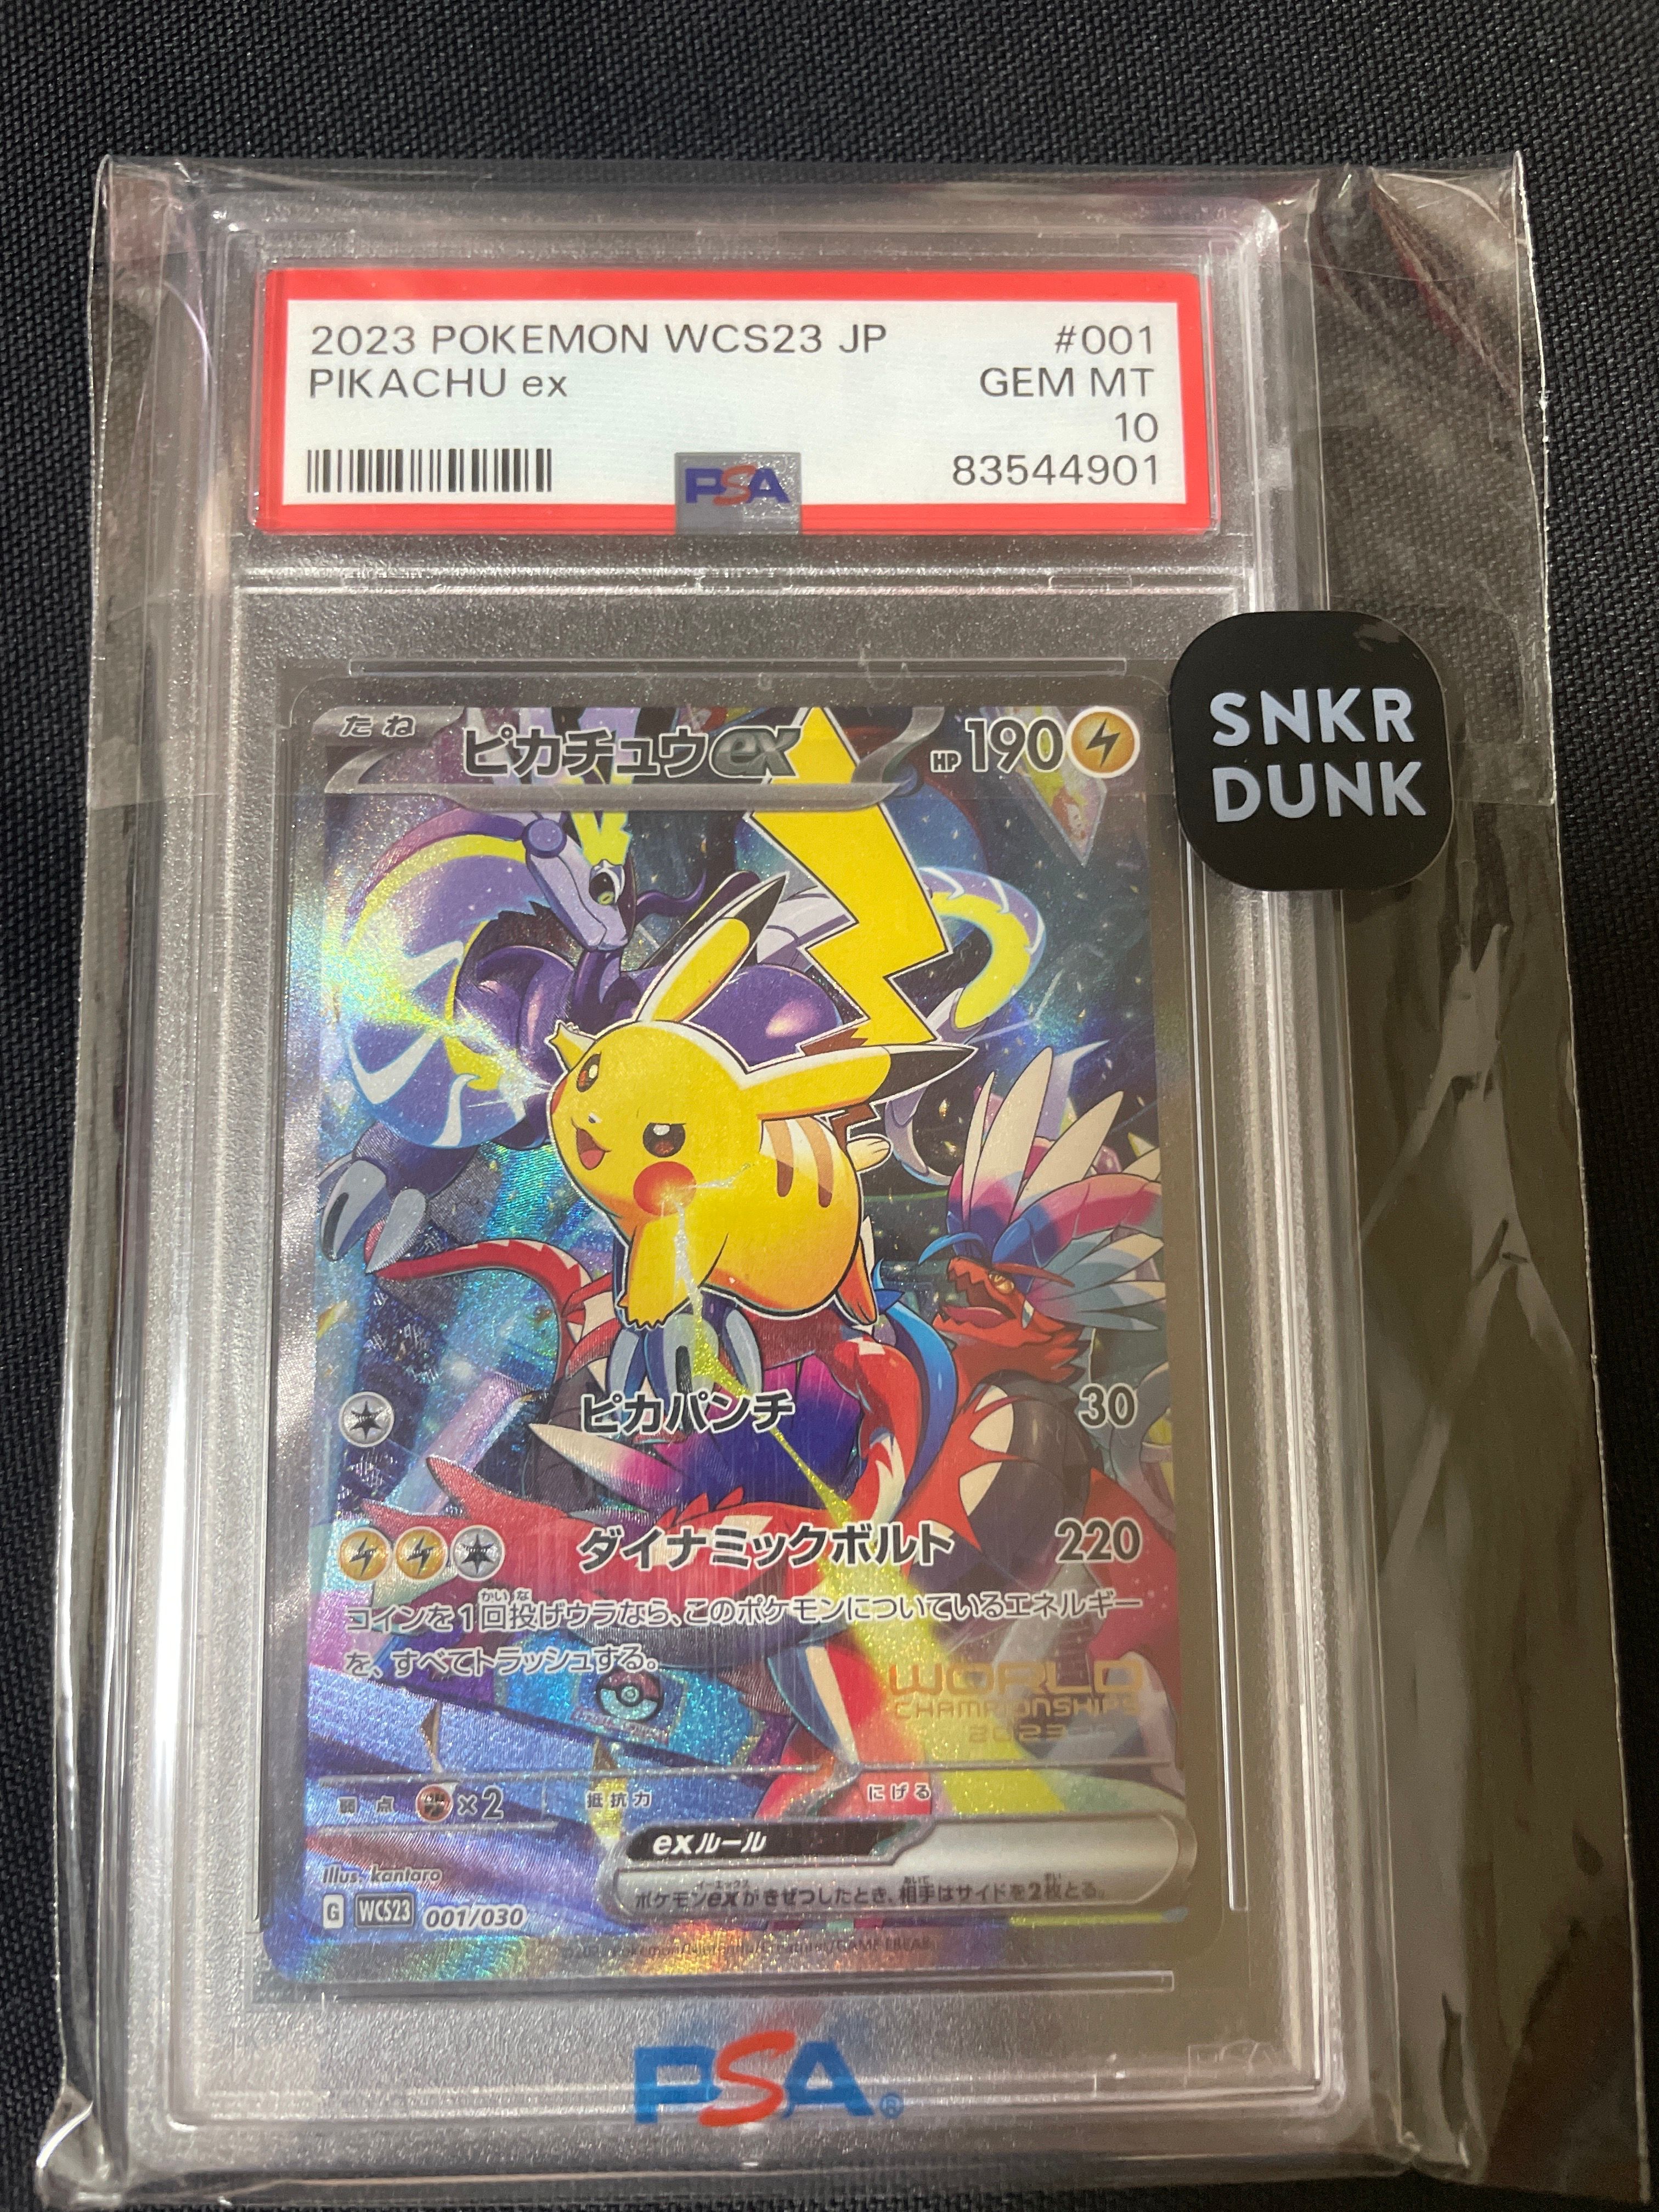 2023 POKEMON WCS23 JP #001
PIKACHU ex GEM MT
10
PSA 83544901
SNKR
DUNK
たね ピカチュウex HP190
ピカパンチ 30
ダイナミックボルト 220
コインを1回投げウラなら、このポケモンについているエネルギー
を、すべてトラッシュする。
WORLD
CHAMPIONSHIPS
2023
弱点 ×2 抵抗力 にげる
exルール
ポケモンexがきぜつしたとき、相手はサイドを2枚とる。
illus. kantaro
G WCS23 001/030
PSA®